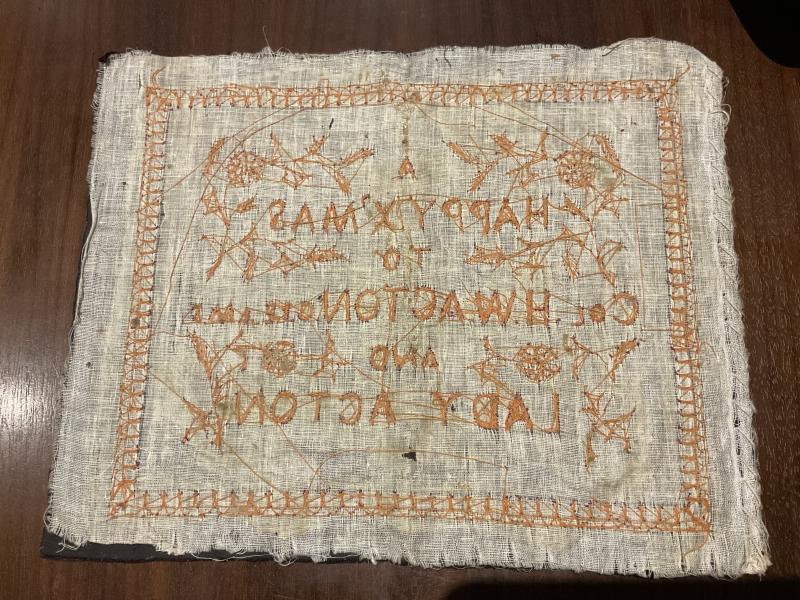 A
HAPPY X'MAS
TO
Col. H.W. ACTON
AND
LADY ACTON